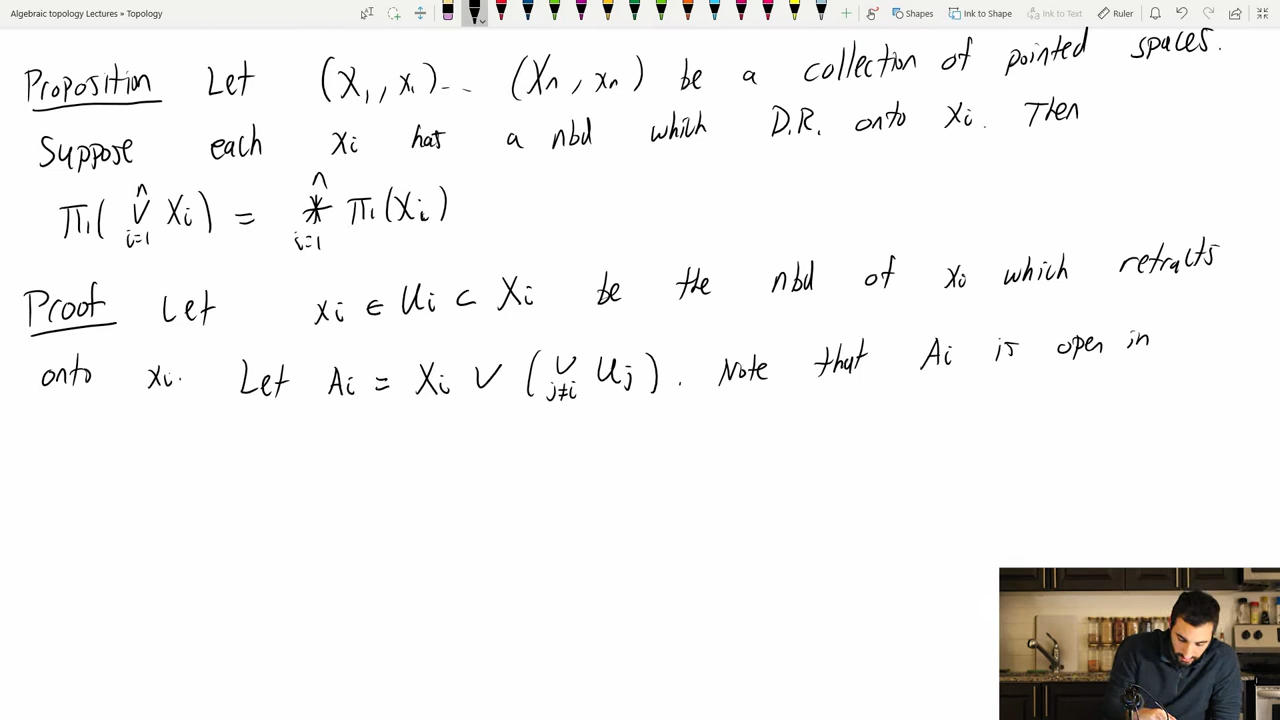 Algebraic topology Lectures » Topology
Shapes Ink to Shape Ink to Text Ruler
Proposition Let (X₁, x₁)-- (Xn, xn) be a collection of pointed spaces.
Suppose each xi has a nbd which D.R. onto xi. Then
π₁( ⋁ᵢ₌₁ⁿ Xi) = *ᵢ₌₁ⁿ π₁(Xi)
Proof Let xi ∈ Ui ⊂ Xi be the nbd of xi which retracts
onto xi. Let Ai = Xi ∨ (⋁_{j≠i} Uj). Note that Ai is open in